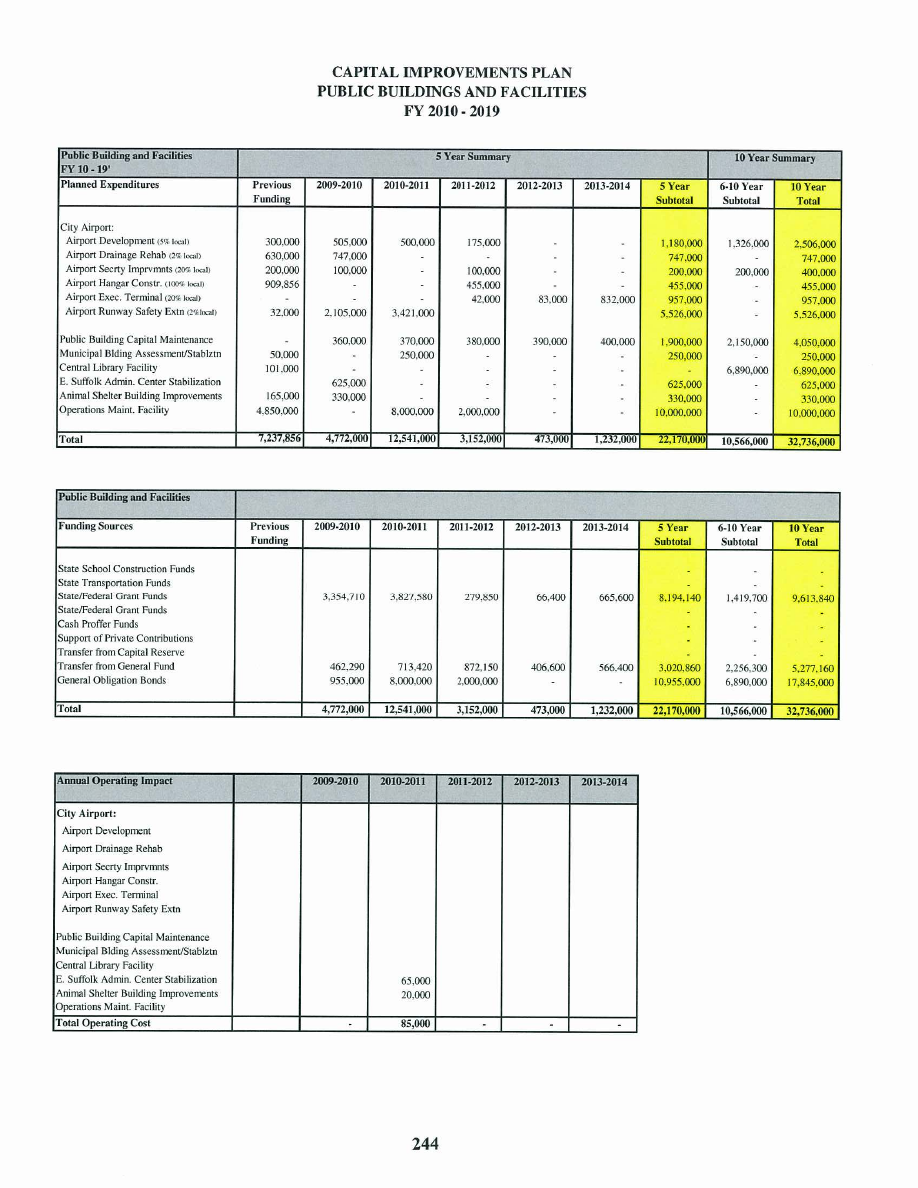 CAPITAL IMPROVEMENTS PLAN
PUBLIC BUILDINGS AND FACILITIES
FY 2010 - 2019
Public Building and Facilities 5 Year Summary 10 Year Summary
FY 10 - 19'
Planned Expenditures Previous 2009-2010 2010-2011 2011-2012 2012-2013 2013-2014 5 Year 6-10 Year 10 Year
Funding Subtotal Subtotal Total
City Airport:
Airport Development (5% local) 300,000 505,000 500,000 175,000 - - 1,180,000 1,326,000 2,506,000
Airport Drainage Rehab (2% local) 630,000 747,000 - - - - 747,000 - 747,000
Airport Secrty Imprvmnts (20% local) 200,000 100,000 - 100,000 - - 200,000 200,000 400,000
Airport Hangar Constr. (100% local) 909,856 - - 455,000 - - 455,000 - 455,000
Airport Exec. Terminal (20% local) - - - 42,000 83,000 832,000 957,000 - 957,000
Airport Runway Safety Extn (2%local) 32,000 2,105,000 3,421,000 5,526,000 - 5,526,000
Public Building Capital Maintenance - 360,000 370,000 380,000 390,000 400,000 1,900,000 2,150,000 4,050,000
Municipal Blding Assessment/Stablztn 50,000 - 250,000 - - - 250,000 - 250,000
Central Library Facility 101,000 - - - - - - 6,890,000 6,890,000
E. Suffolk Admin. Center Stabilization 625,000 - - - - 625,000 - 625,000
Animal Shelter Building Improvements 165,000 330,000 - - - - 330,000 - 330,000
Operations Maint. Facility 4,850,000 - 8,000,000 2,000,000 - - 10,000,000 - 10,000,000
Total 7,237,856 4,772,000 12,541,000 3,152,000 473,000 1,232,000 22,170,000 10,566,000 32,736,000
Public Building and Facilities
Funding Sources Previous 2009-2010 2010-2011 2011-2012 2012-2013 2013-2014 5 Year 6-10 Year 10 Year
Funding Subtotal Subtotal Total
State School Construction Funds - - -
State Transportation Funds - - -
State/Federal Grant Funds 3,354,710 3,827,580 279,850 66,400 665,600 8,194,140 1,419,700 9,613,840
State/Federal Grant Funds - - -
Cash Proffer Funds - - -
Support of Private Contributions - - -
Transfer from Capital Reserve - - -
Transfer from General Fund 462,290 713,420 872,150 406,600 566,400 3,020,860 2,256,300 5,277,160
General Obligation Bonds 955,000 8,000,000 2,000,000 - - 10,955,000 6,890,000 17,845,000
Total 4,772,000 12,541,000 3,152,000 473,000 1,232,000 22,170,000 10,566,000 32,736,000
Annual Operating Impact 2009-2010 2010-2011 2011-2012 2012-2013 2013-2014
City Airport:
Airport Development
Airport Drainage Rehab
Airport Secrty Imprvmnts
Airport Hangar Constr.
Airport Exec. Terminal
Airport Runway Safety Extn
Public Building Capital Maintenance
Municipal Blding Assessment/Stablztn
Central Library Facility
E. Suffolk Admin. Center Stabilization 65,000
Animal Shelter Building Improvements 20,000
Operations Maint. Facility
Total Operating Cost - 85,000 - - -
244